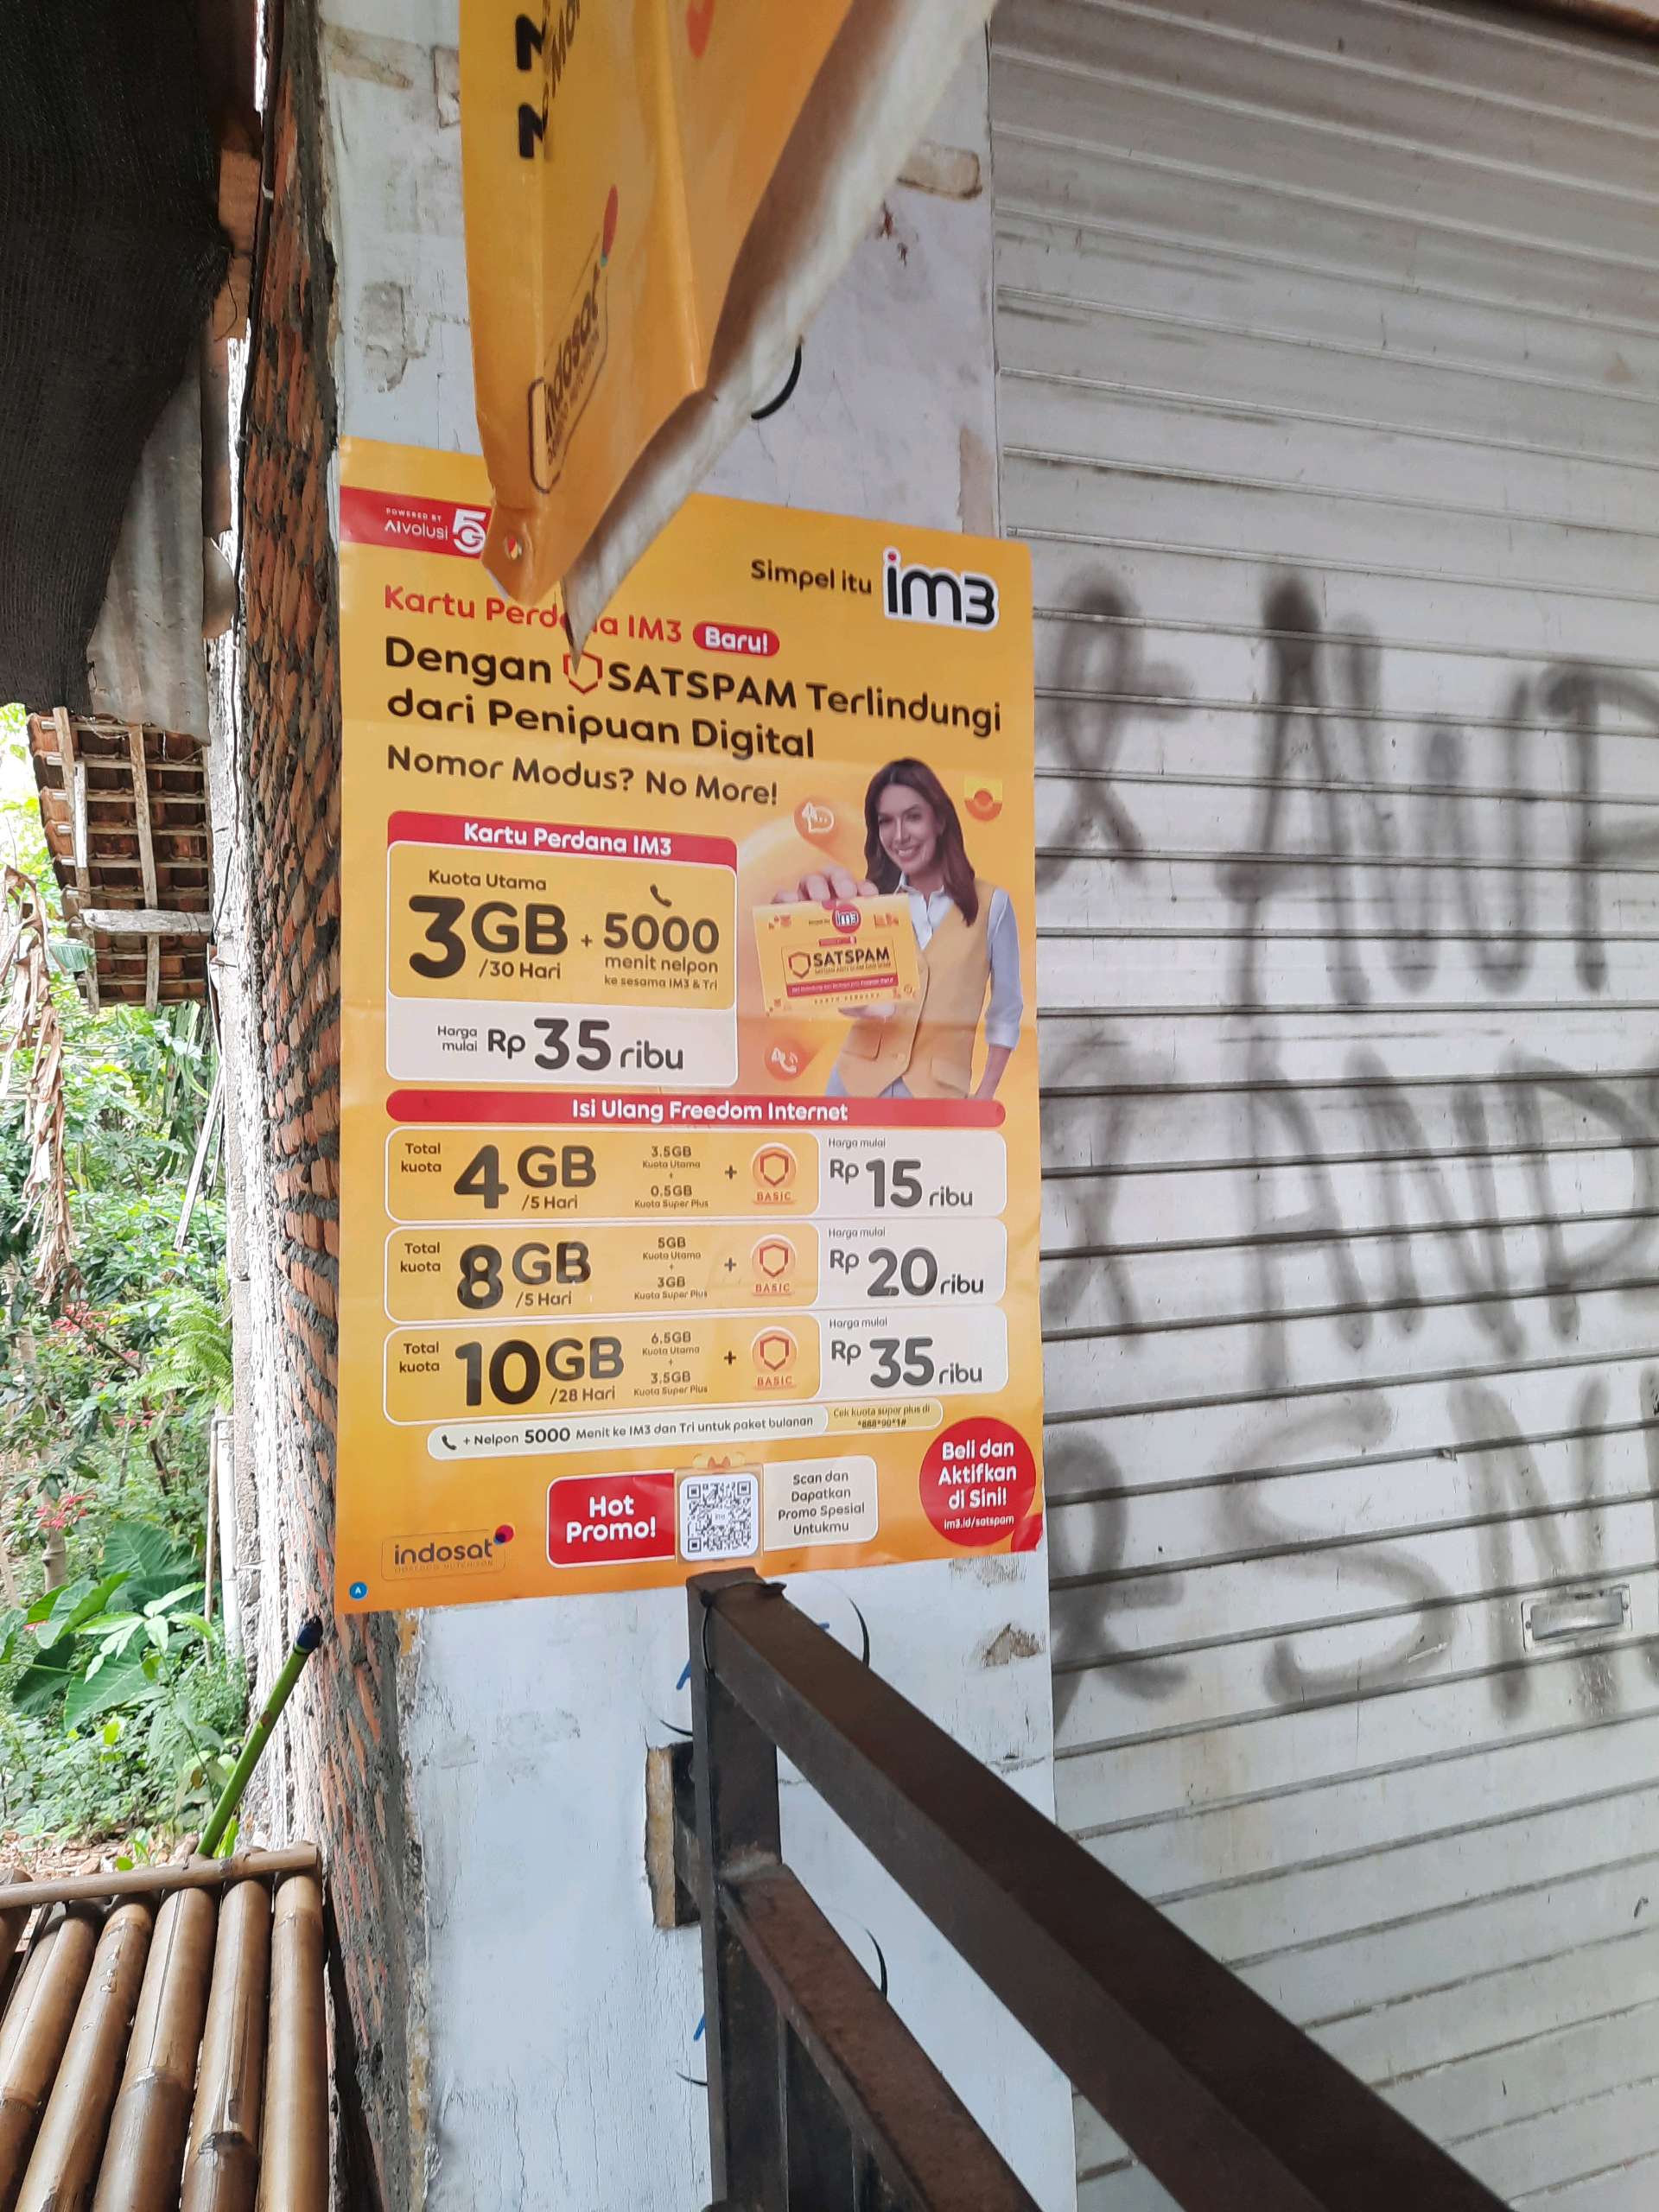 indosat
POWERED BY
AIvolusi 5G
Simpel itu im3
Kartu Perdana IM3 Baru!
Dengan SATSPAM Terlindungi
dari Penipuan Digital
Nomor Modus? No More!
Kartu Perdana IM3
Kuota Utama
3GB + 5000
/30 Hari menit nelpon
ke sesama IM3 & Tri
Harga mulai Rp 35 ribu
im3
SATSPAM
Isi Ulang Freedom Internet
Total kuota 4GB /5 Hari
3.5GB
Kuota Utama
+
0.5GB
Kuota Super Plus
+ BASIC
Harga mulai
Rp 15 ribu
Total kuota 8GB /5 Hari
5GB
Kuota Utama
+
3GB
Kuota Super Plus
+ BASIC
Harga mulai
Rp 20 ribu
Total kuota 10GB /28 Hari
6.5GB
Kuota Utama
+
3.5GB
Kuota Super Plus
+ BASIC
Harga mulai
Rp 35 ribu
+ Nelpon 5000 Menit ke IM3 dan Tri untuk paket bulanan
Cek kuota super plus di
*888*90*1#
Hot
Promo!
Scan dan
Dapatkan
Promo Spesial
Untukmu
Beli dan
Aktifkan
di Sini!
im3.id/satspam
indosat
OOREDOO HUTCHISON
A